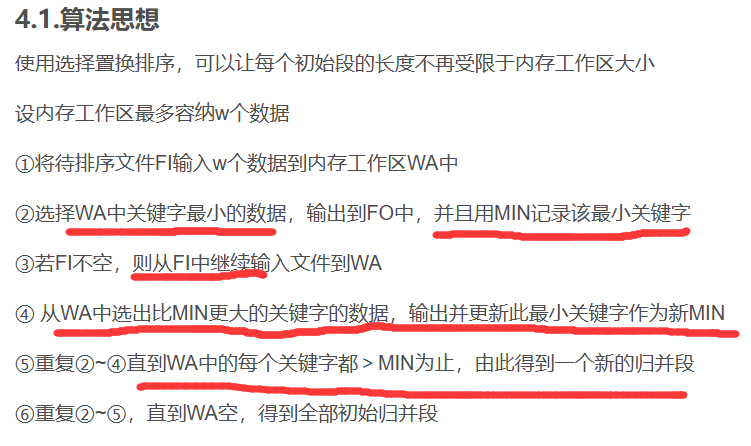 4.1.算法思想
使用选择置换排序，可以让每个初始段的长度不再受限于内存工作区大小
设内存工作区最多容纳w个数据
①将待排序文件FI输入w个数据到内存工作区WA中
②选择WA中关键字最小的数据，输出到FO中，并且用MIN记录该最小关键字
③若FI不空，则从FI中继续输入文件到WA
④ 从WA中选出比MIN更大的关键字的数据，输出并更新此最小关键字作为新MIN
⑤重复②~④直到WA中的每个关键字都＞MIN为止，由此得到一个新的归并段
⑥重复②~⑤，直到WA空，得到全部初始归并段